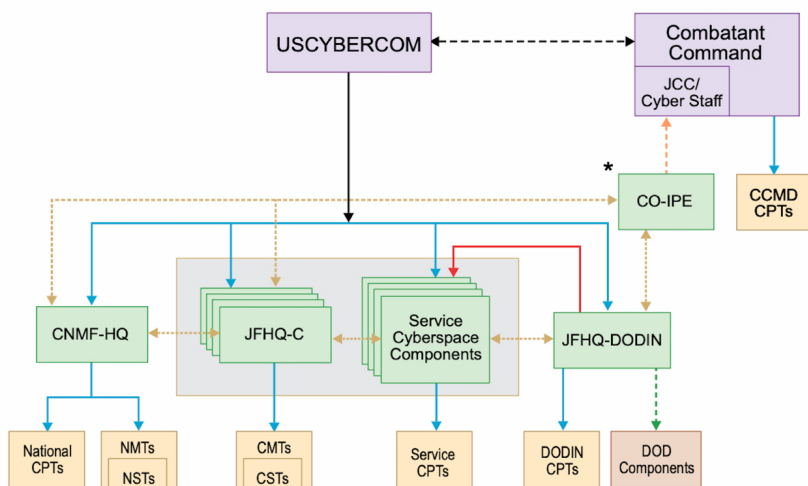 USCYBERCOM
Combatant
Command
JCC/
Cyber Staff
*
CO-IPE
CCMD
CPTs
CNMF-HQ
JFHQ-C
Service
Cyberspace
Components
JFHQ-DODIN
National
CPTs
NMTs
NSTs
CMTs
CSTs
Service
CPTs
DODIN
CPTs
DOD
Components